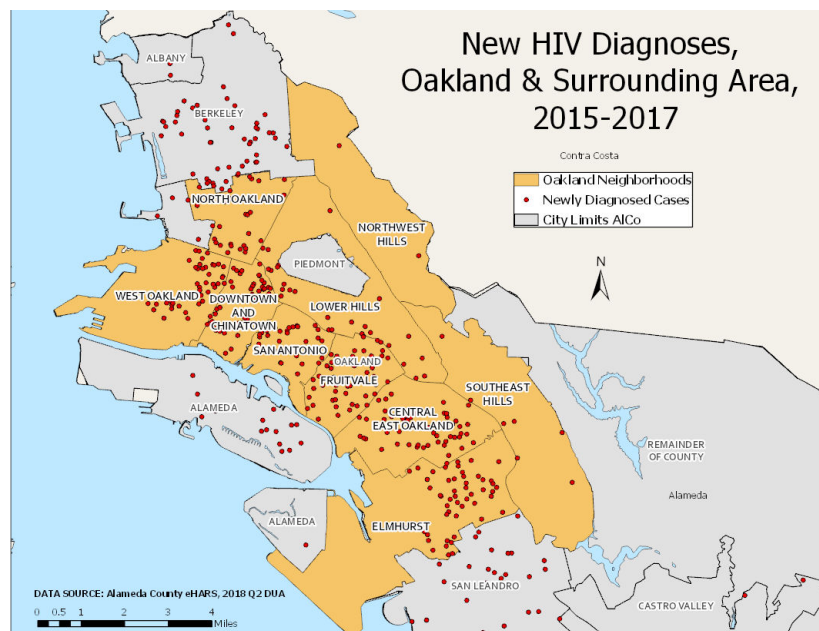 New HIV Diagnoses,
Oakland & Surrounding Area,
2015-2017
Contra Costa
Oakland Neighborhoods
Newly Diagnosed Cases
City Limits AlCo
N
ALBANY
BERKELEY
NORTH OAKLAND
NORTHWEST
HILLS
PIEDMONT
WEST OAKLAND
DOWNTOWN
AND
CHINATOWN
LOWER HILLS
SAN ANTONIO
OAKLAND
FRUITVALE
SOUTHEAST
HILLS
ALAMEDA
CENTRAL
EAST OAKLAND
REMAINDER
OF COUNTY
Alameda
ALAMEDA
ELMHURST
SAN LEANDRO
CASTRO VALLEY
DATA SOURCE: Alameda County eHARS, 2018 Q2 DUA
0 0.5 1 2 3 4
Miles